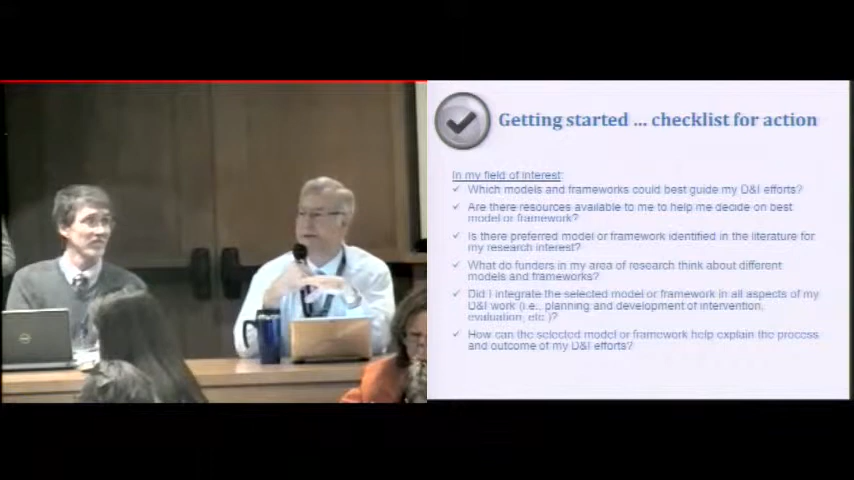 Getting started ... checklist for action
In my field of interest:
Which models and frameworks could best guide my D&I efforts?
Are there resources available to me to help me decide on best
model or framework?
Is there preferred model or framework identified in the literature for
my research interest?
What do funders in my area of research think about different
models and frameworks?
Did I integrate the selected model or framework in all aspects of my
D&I work (i.e., planning and development of intervention,
evaluation, etc.)?
How can the selected model or framework help explain the process
and outcome of my D&I efforts?